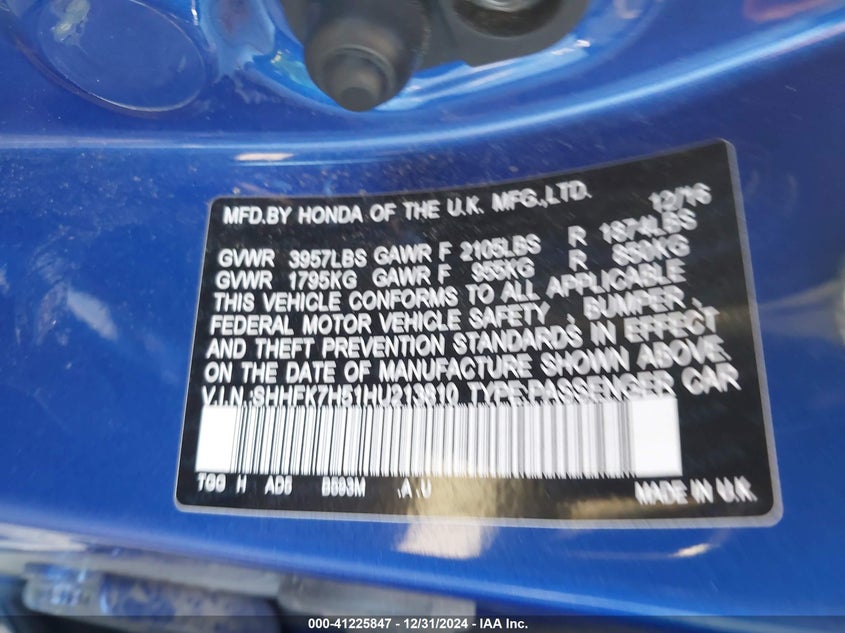 MFD.BY HONDA OF THE U.K. MFG.,LTD. 12/16
GVWR 3957LBS GAWR F 2105LBS R 1874LBS
GVWR 1795KG GAWR F 955KG R 850KG
THIS VEHICLE CONFORMS TO ALL APPLICABLE
FEDERAL MOTOR VEHICLE SAFETY , BUMPER ,
AND THEFT PREVENTION STANDARDS IN EFFECT
ON THE DATE OF MANUFACTURE SHOWN ABOVE.
V.I.N.:SHHFK7H51HU213810 TYPE:PASSENGER CAR
TGG H AD5 B593M .A .U MADE IN U.K.
000-41225847 - 12/31/2024 - IAA Inc.